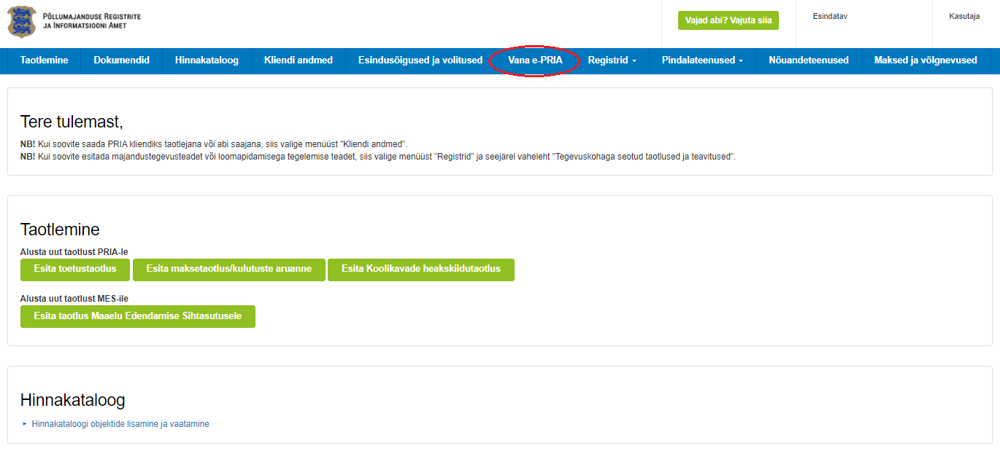 PÕLLUMAJANDUSE REGISTRITE
JA INFORMATSIOONI AMET
Vajad abi? Vajuta siia
Esindatav
Kasutaja
Taotlemine Dokumendid Hinnakataloog Kliendi andmed Esindusõigused ja volitused Vana e-PRIA Registrid Pindalateenused Nõuandeteenused Maksed ja võlgnevused
Tere tulemast,
NB! Kui soovite saada PRIA kliendiks taotlejana või abi saajana, siis valige menüüst "Kliendi andmed".
NB! Kui soovite esitada majandustegevusteadet või loomapidamisega tegelemise teadet, siis valige menüüst "Registrid" ja seejärel vaheleht "Tegevuskohaga seotud taotlused ja teavitused".
Taotlemine
Alusta uut taotlust PRIA-le
Esita toetustaotlus Esita maksetaotlus/kulutuste aruanne Esita Koolikavade heakskiidutaotlus
Alusta uut taotlust MES-ile
Esita taotlus Maaelu Edendamise Sihtasutusele
Hinnakataloog
Hinnakataloogi objektide lisamine ja vaatamine